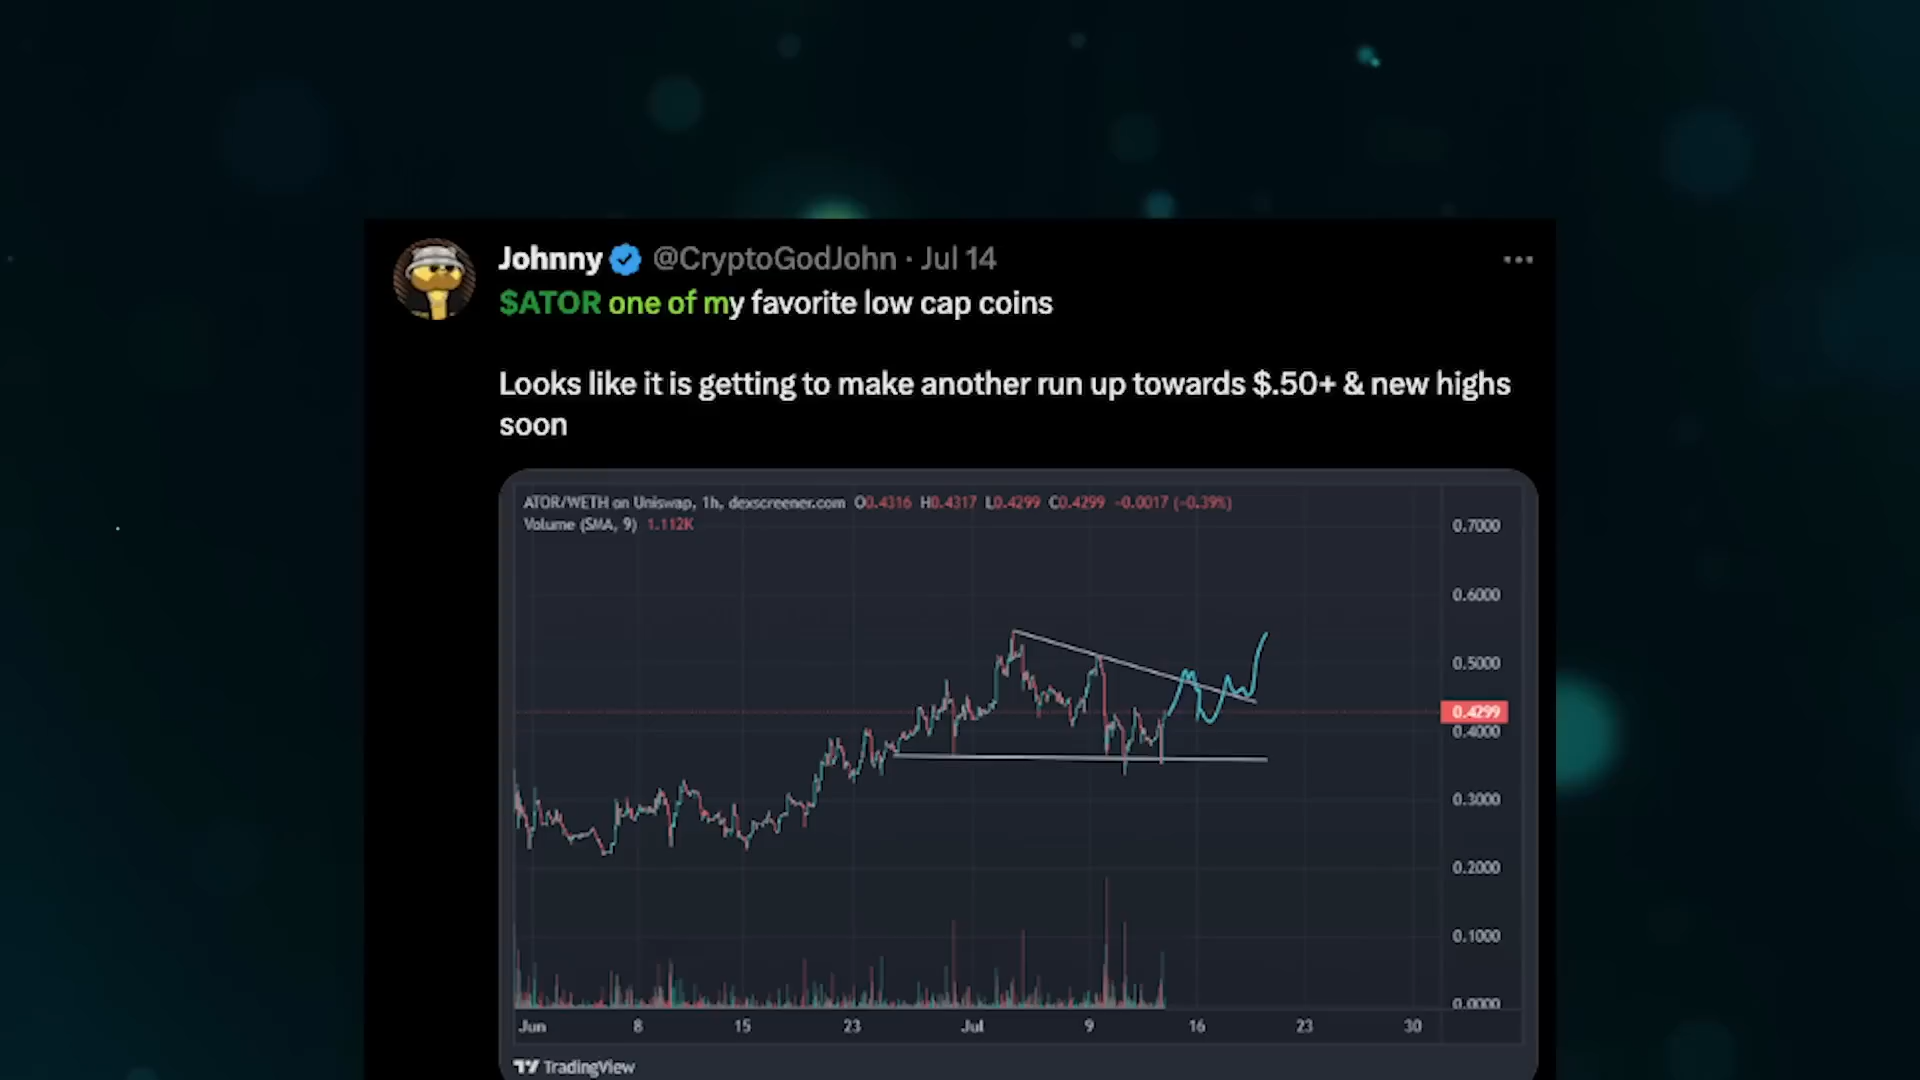 Johnny @CryptoGodJohn · Jul 14
$ATOR one of my favorite low cap coins
Looks like it is getting to make another run up towards $.50+ & new highs
soon
ATOR/WETH on Uniswap, 1h, dexscreener.com O0.4316 H0.4317 L0.4299 C0.4299 -0.0017 (-0.39%)
Volume (SMA, 9) 1.112K
0.7000
0.6000
0.5000
0.4299
0.4000
0.3000
0.2000
0.1000
0.0000
Jun 8 15 23 Jul 9 16 23 30
TradingView